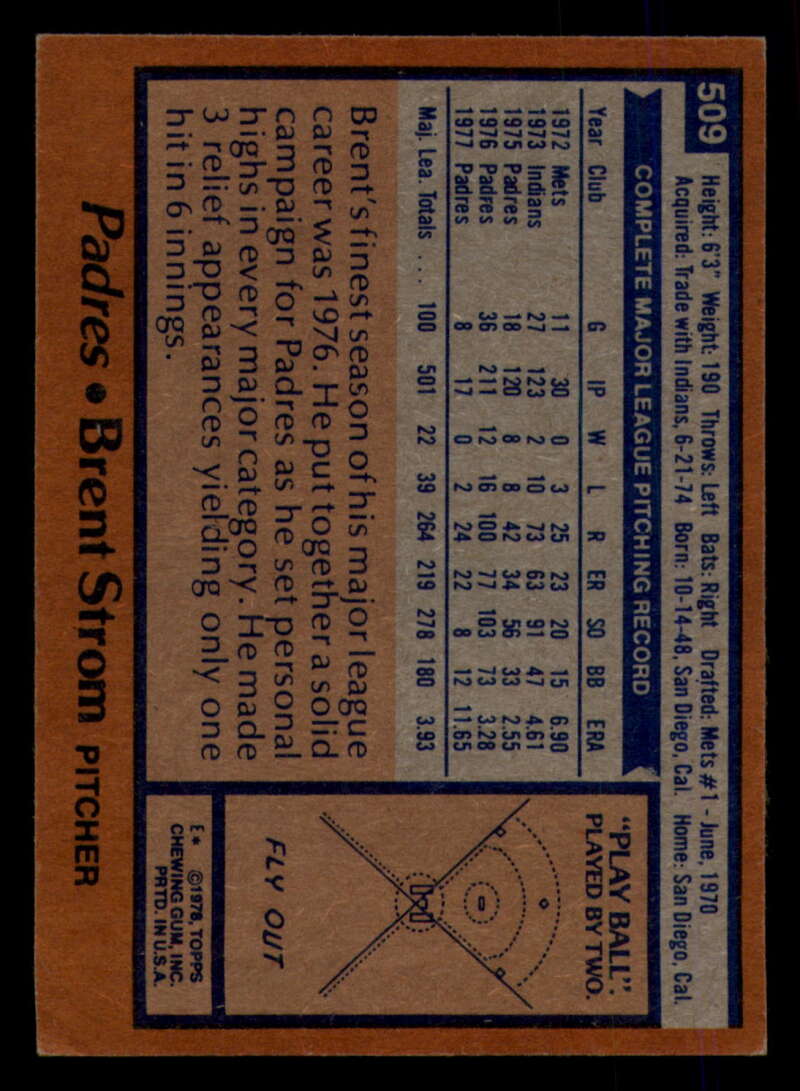 509
Height: 6'3" Weight: 190 Throws: Left Bats: Right Drafted: Mets #1 - June, 1970
Acquired: Trade with Indians, 6-21-74 Born: 10-14-48, San Diego, Cal. Home: San Diego, Cal.
COMPLETE MAJOR LEAGUE PITCHING RECORD
Year Club G IP W L R ER SO BB ERA
1972 Mets 11 30 0 3 25 23 20 15 6.90
1973 Indians 27 123 2 10 73 63 91 47 4.61
1975 Padres 18 120 8 8 42 34 56 33 2.55
1976 Padres 36 211 12 16 100 77 103 73 3.28
1977 Padres 8 17 0 2 24 22 8 12 11.65
Maj. Lea. Totals . . . 100 501 22 39 264 219 278 180 3.93
Brent's finest season of his major league
career was 1976. He put together a solid
campaign for Padres as he set personal
highs in every major category. He made
3 relief appearances yielding only one
hit in 6 innings.
"PLAY BALL":
PLAYED BY TWO.
FLY OUT
E* ©1978, TOPPS
CHEWING GUM, INC.
PRTD. IN U.S.A.
Padres • Brent Strom PITCHER